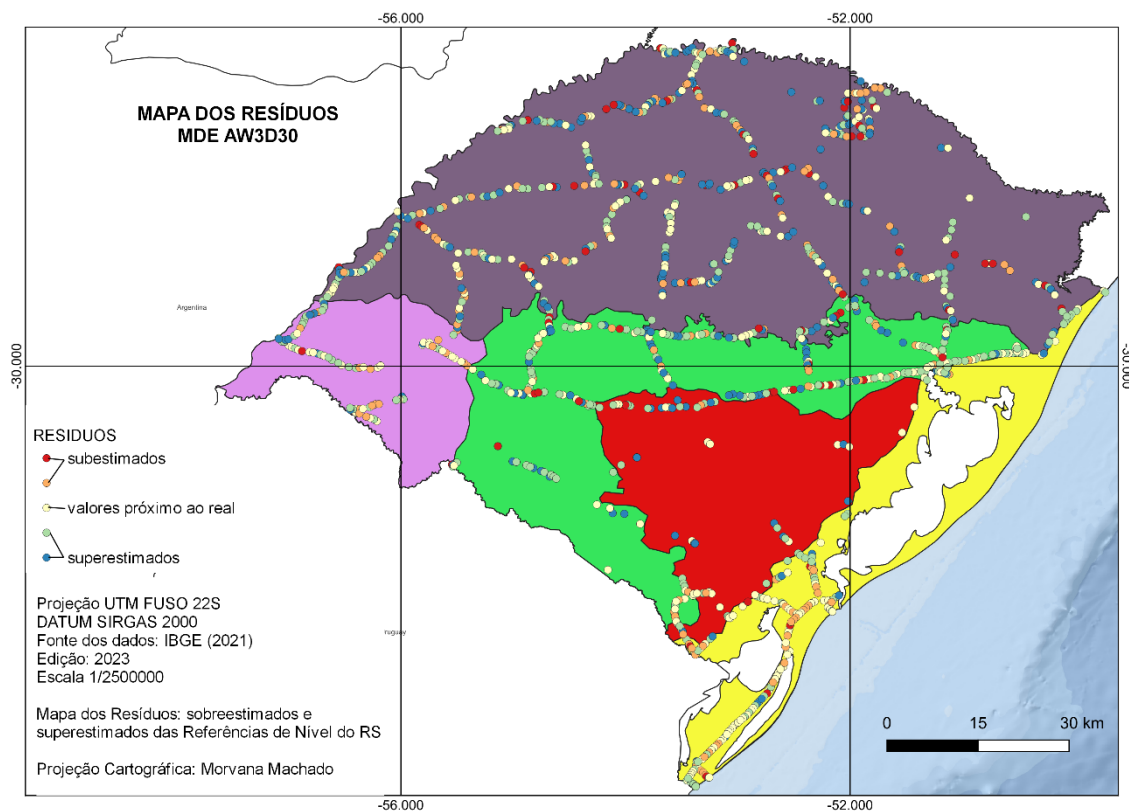 -56.000
-52.000
MAPA DOS RESÍDUOS
MDE AW3D30
Argentina
-30.000
-30.000
RESIDUOS
subestimados
valores próximo ao real
superestimados
Projeção UTM FUSO 22S
DATUM SIRGAS 2000
Fonte dos dados: IBGE (2021)
Edição: 2023
Escala 1/2500000
Uruguay
Mapa dos Resíduos: sobreestimados e
superestimados das Referências de Nível do RS
Projeção Cartográfica: Morvana Machado
0
15
30 km
-56.000
-52.000